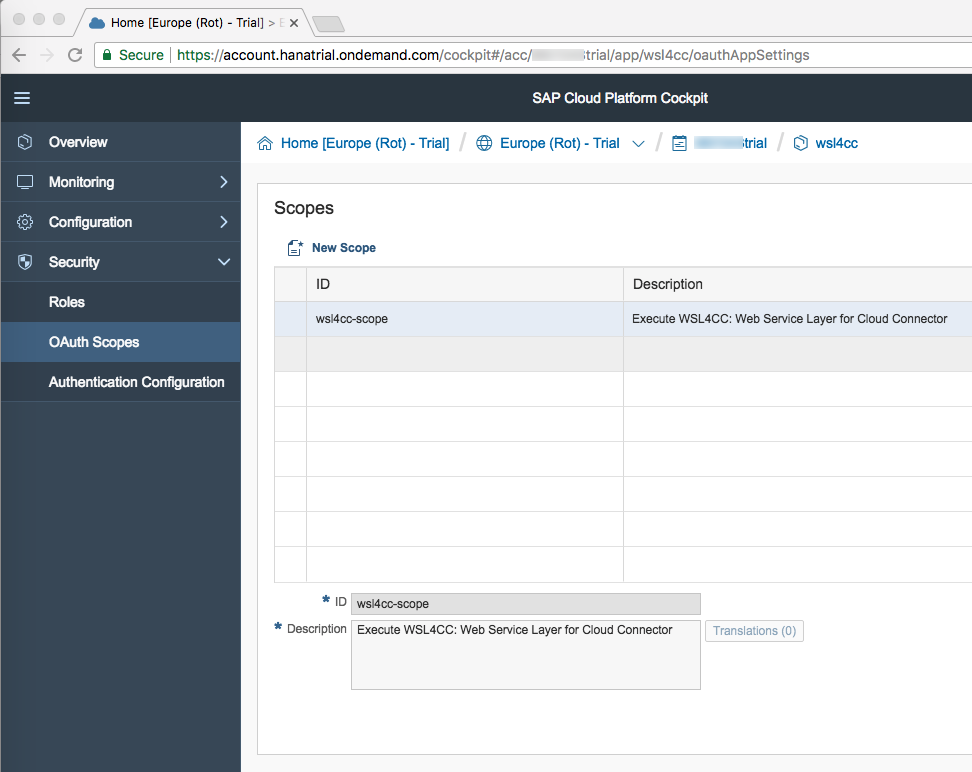 Home [Europe (Rot) - Trial] >
Secure https://account.hanatrial.ondemand.com/cockpit#/acc/ trial/app/wsl4cc/oauthAppSettings
SAP Cloud Platform Cockpit
Overview
Monitoring
Configuration
Security
Roles
OAuth Scopes
Authentication Configuration
Home [Europe (Rot) - Trial] / Europe (Rot) - Trial / trial / wsl4cc
Scopes
New Scope
ID Description
wsl4cc-scope Execute WSL4CC: Web Service Layer for Cloud Connector
* ID wsl4cc-scope
* Description Execute WSL4CC: Web Service Layer for Cloud Connector
Translations (0)